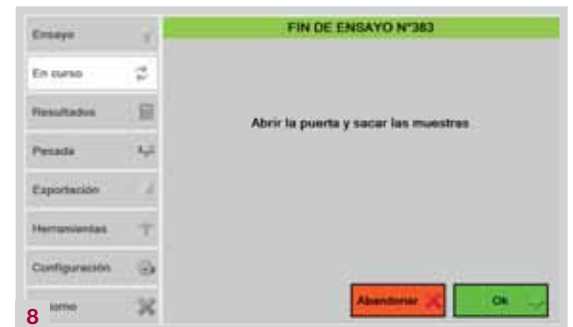 FIN DE ENSAYO N°383
Ensayo
En curso
Resultados
Pesada
Exportación
Herramientas
Configuración
Abrir la puerta y sacar las muestras
Abandonar
Ok
8